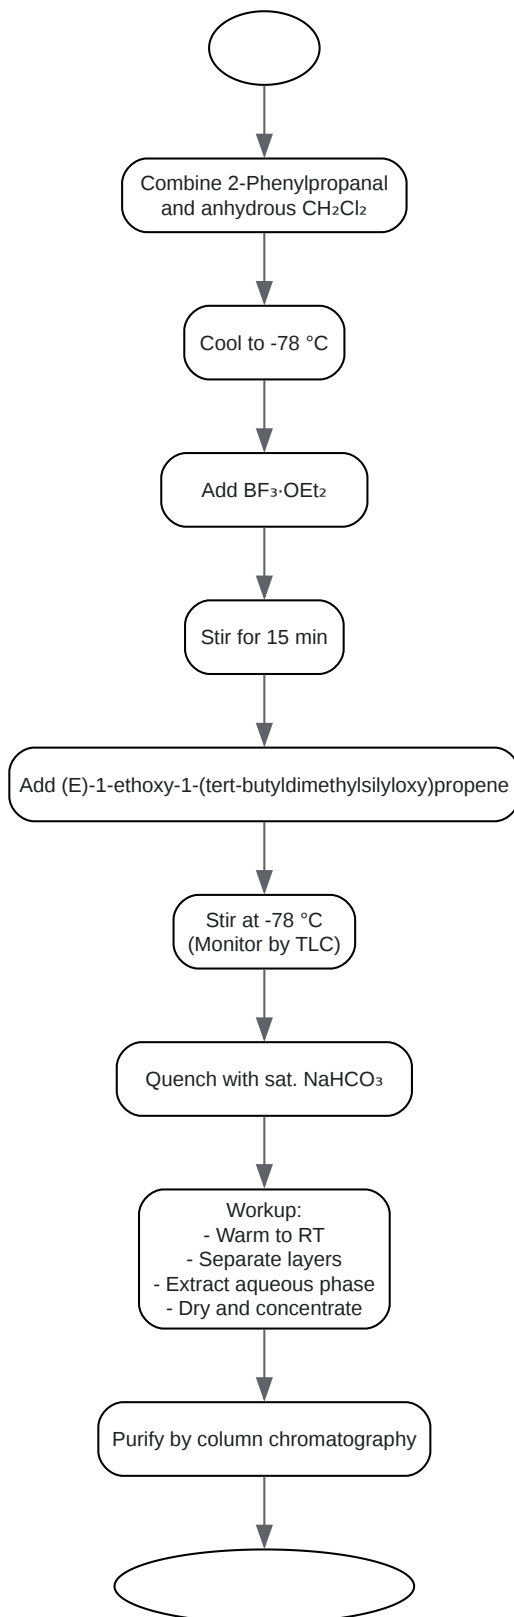 Combine 2-Phenylpropanal
and anhydrous CH₂Cl₂
Cool to -78 °C
Add BF₃·OEt₂
Stir for 15 min
Add (E)-1-ethoxy-1-(tert-butyldimethylsilyloxy)propene
Stir at -78 °C
(Monitor by TLC)
Quench with sat. NaHCO₃
Workup:
- Warm to RT
- Separate layers
- Extract aqueous phase
- Dry and concentrate
Purify by column chromatography